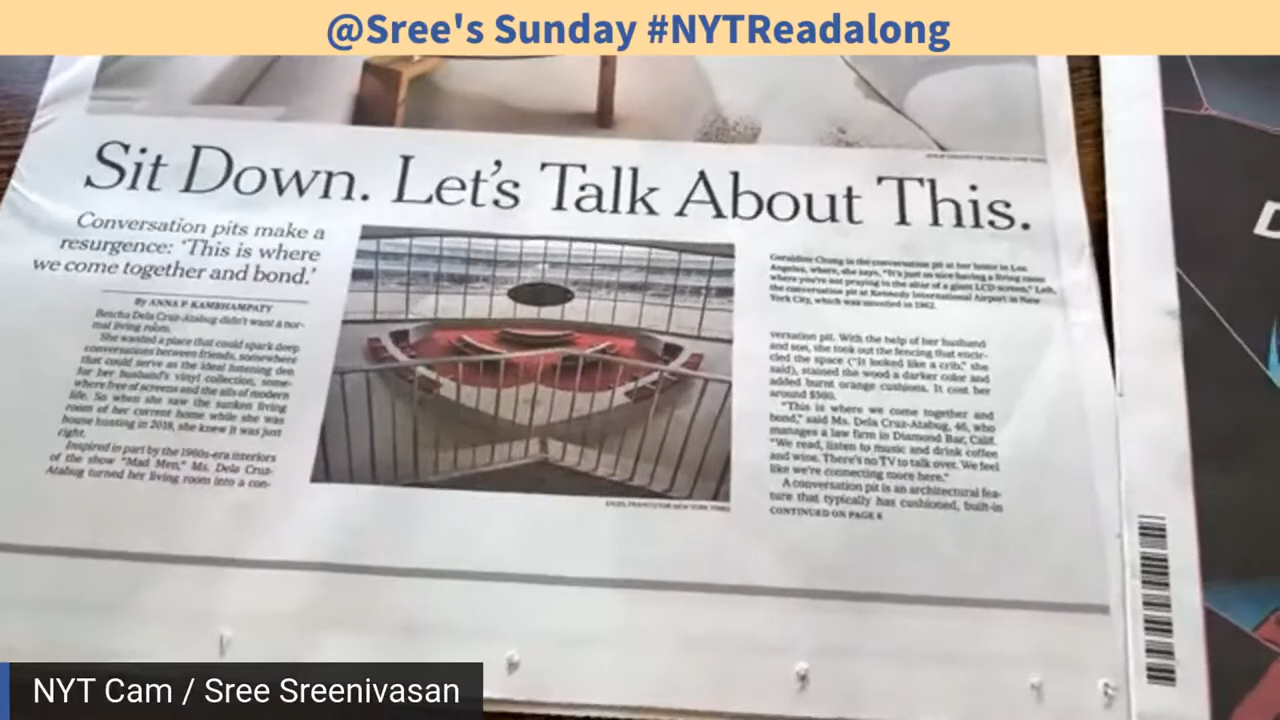 @Sree's Sunday #NYTReadalong
Sit Down. Let's Talk About This.
Conversation pits make a
resurgence: 'This is where
we come together and bond.'
By ANNA P. KAMBHAMPATY
Bescha Dela Cruz-Atabug didn't want a nor-
mal living room.
She wanted a place that could spark deep
conversations between friends, somewhere
that could serve as the ideal listening den
for her husband's vinyl collection, some-
where free of screens and the ails of modern
life. So when she saw the sunken living
room of her current home while she was
house hunting in 2018, she knew it was just
right.
Inspired in part by the 1960s-era interiors
of the show "Mad Men," Ms. Dela Cruz-
Atabug turned her living room into a con-
Geraldine Chung in the conversation pit at her home in Los
Angeles, where, she says, "It's just so nice having a living room
where you're not praying to the altar of a giant LCD screen." Left,
the conversation pit at Kennedy International Airport in New
York City, which was unveiled in 1962.
versation pit. With the help of her husband
and son, she took out the fencing that encir-
cled the space ("It looked like a crib," she
said), stained the wood a darker color and
added burnt orange cushions. It cost her
around $500.
"This is where we come together and
bond," said Ms. Dela Cruz-Atabug, 46, who
manages a law firm in Diamond Bar, Calif.
"We read, listen to music and drink coffee
and wine. There's no TV to talk over. We feel
like we're connecting more here."
A conversation pit is an architectural fea-
ture that typically has cushioned, built-in
CONTINUED ON PAGE 6
NYT Cam / Sree Sreenivasan